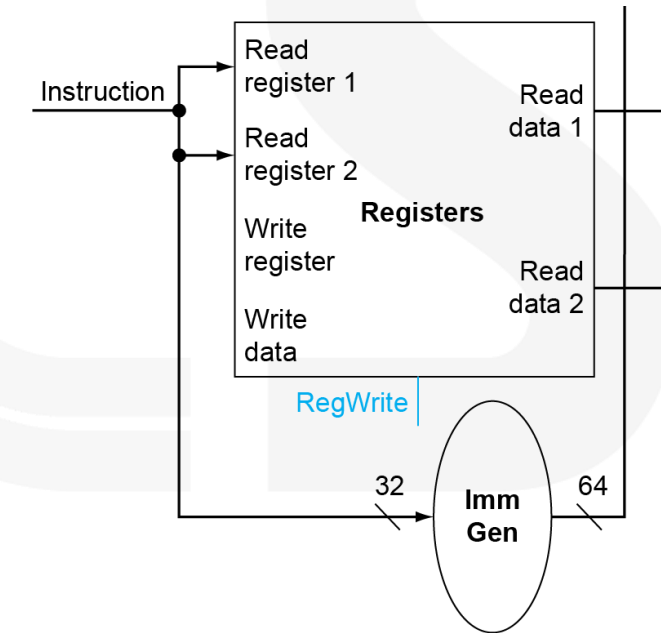 Instruction
Read
register 1
Read
register 2
Write
register
Write
data
Registers
Read
data 1
Read
data 2
RegWrite
32
Imm
Gen
64